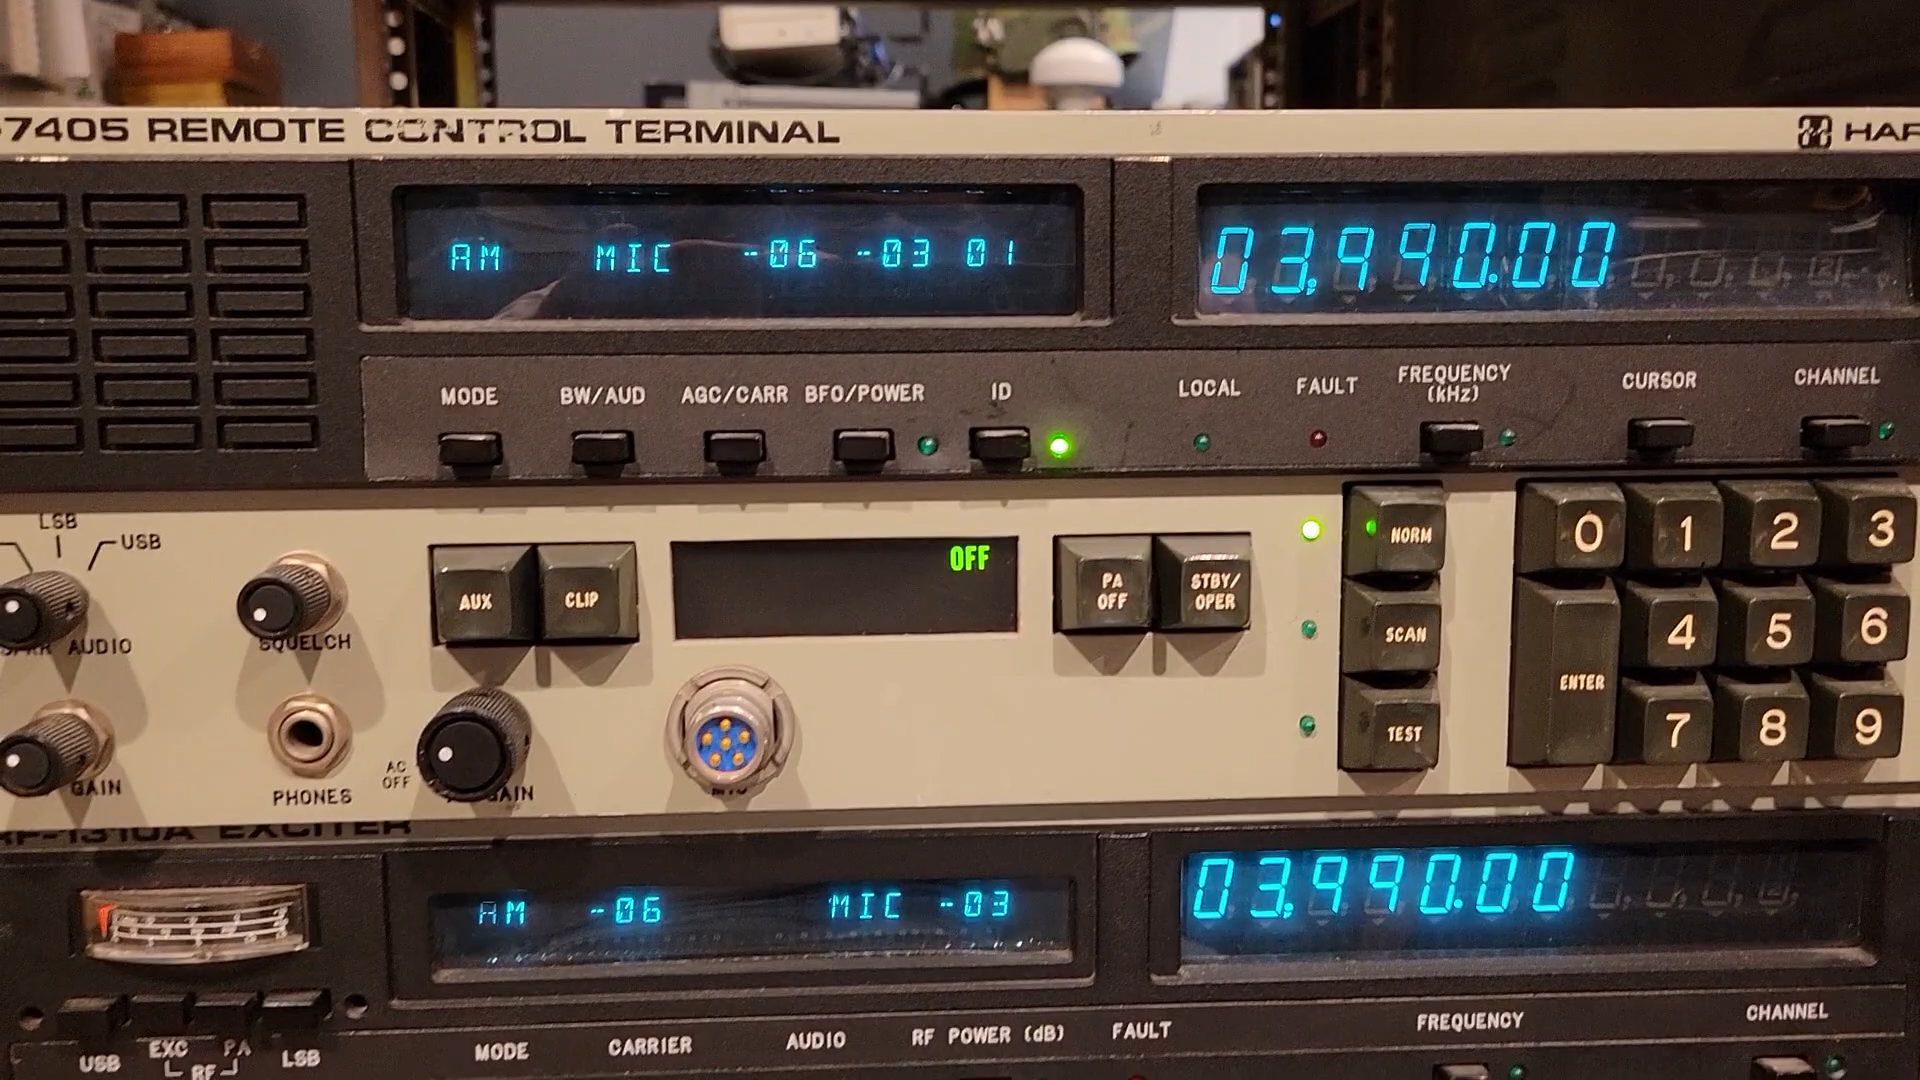 -7405 REMOTE CONTROL TERMINAL HAR
AM MIC -06 -03 01
03,990.00
MODE BW/AUD AGC/CARR BFO/POWER ID
LOCAL FAULT FREQUENCY (kHz) CURSOR CHANNEL
LSB
USB
AUDIO
SQUELCH
GAIN
PHONES
AUX CLIP
OFF
PA OFF
STBY/OPER
AC OFF
GAIN
NORM
SCAN
TEST
0 1 2 3
ENTER
4 5 6
7 8 9
RF-1310A EXCITER
AM -06 MIC -03
03,990.00
USB EXC PA LSB
RF
MODE CARRIER AUDIO RF POWER (dB) FAULT
FREQUENCY CHANNEL